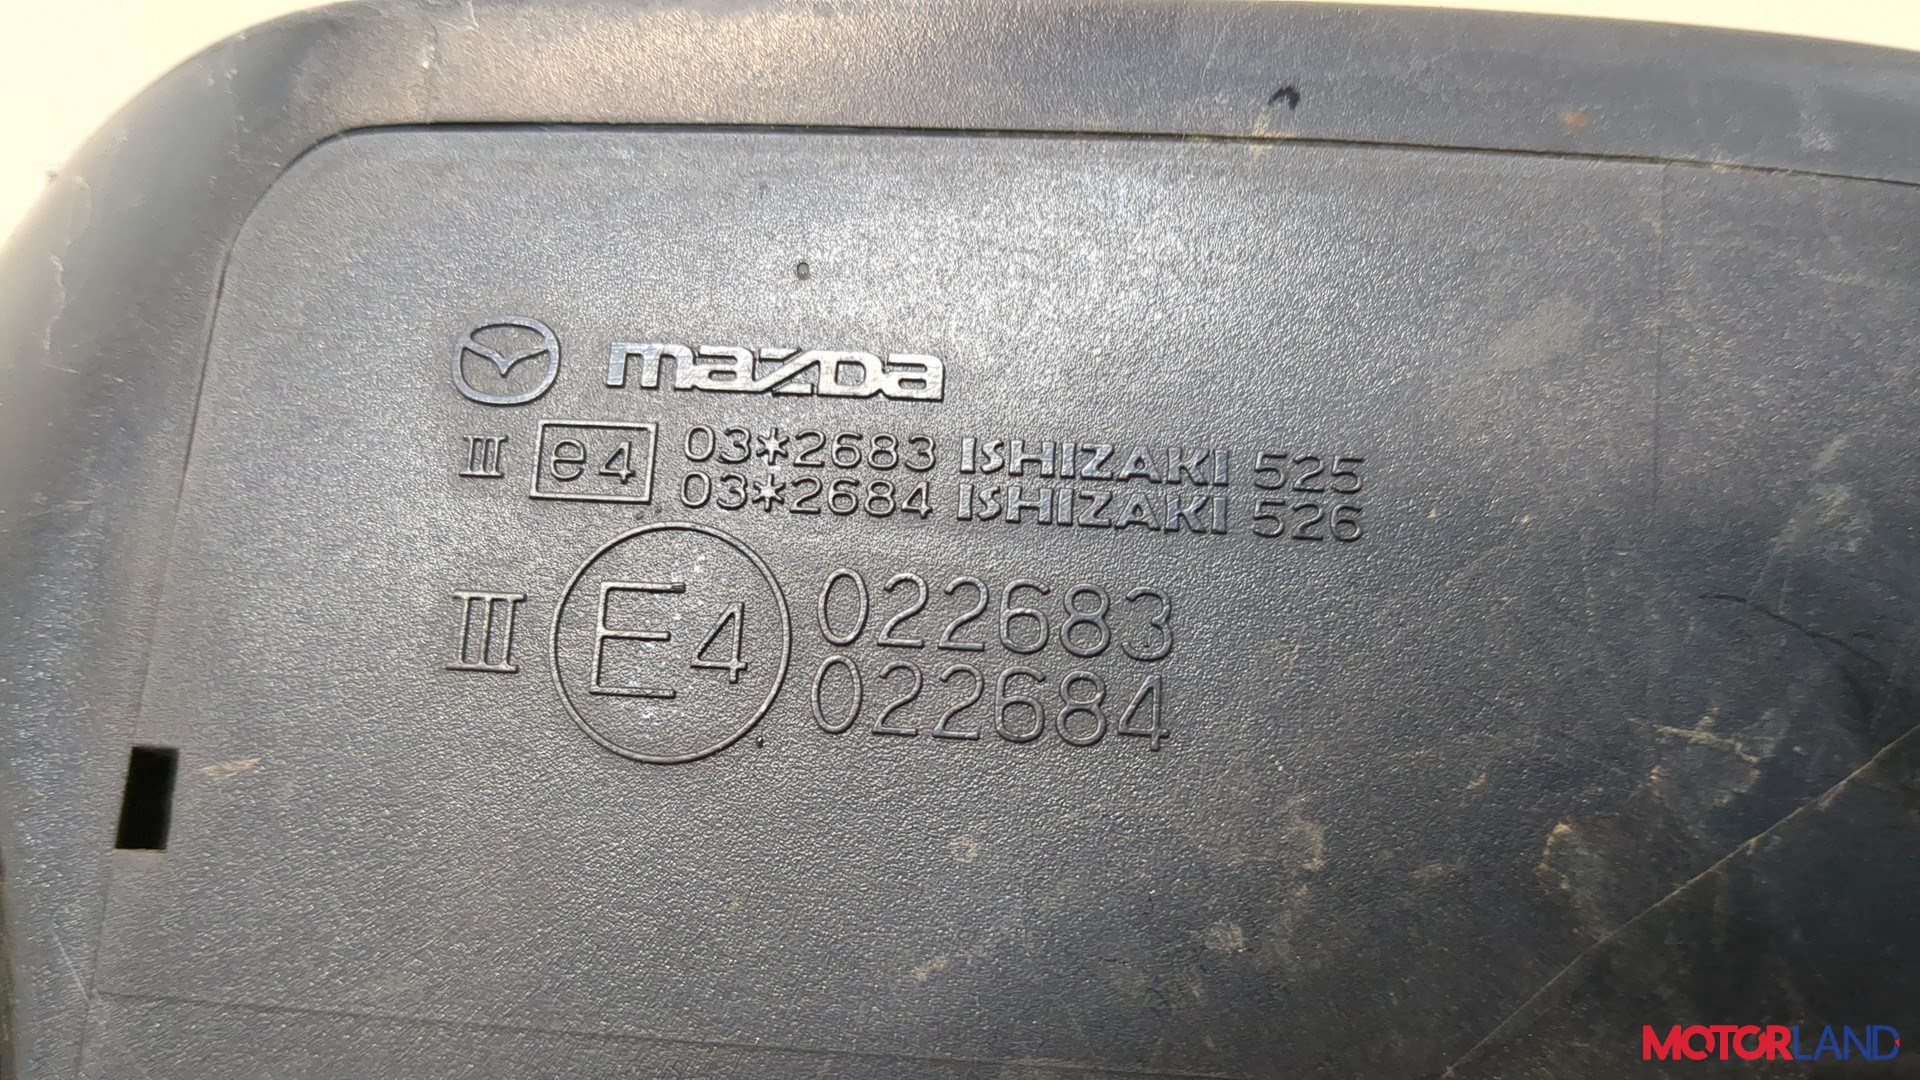 mazda
III e4 03*2683 ISHIZAKI 525
03*2684 ISHIZAKI 526
III E4 022683
022684
MOTORLAND